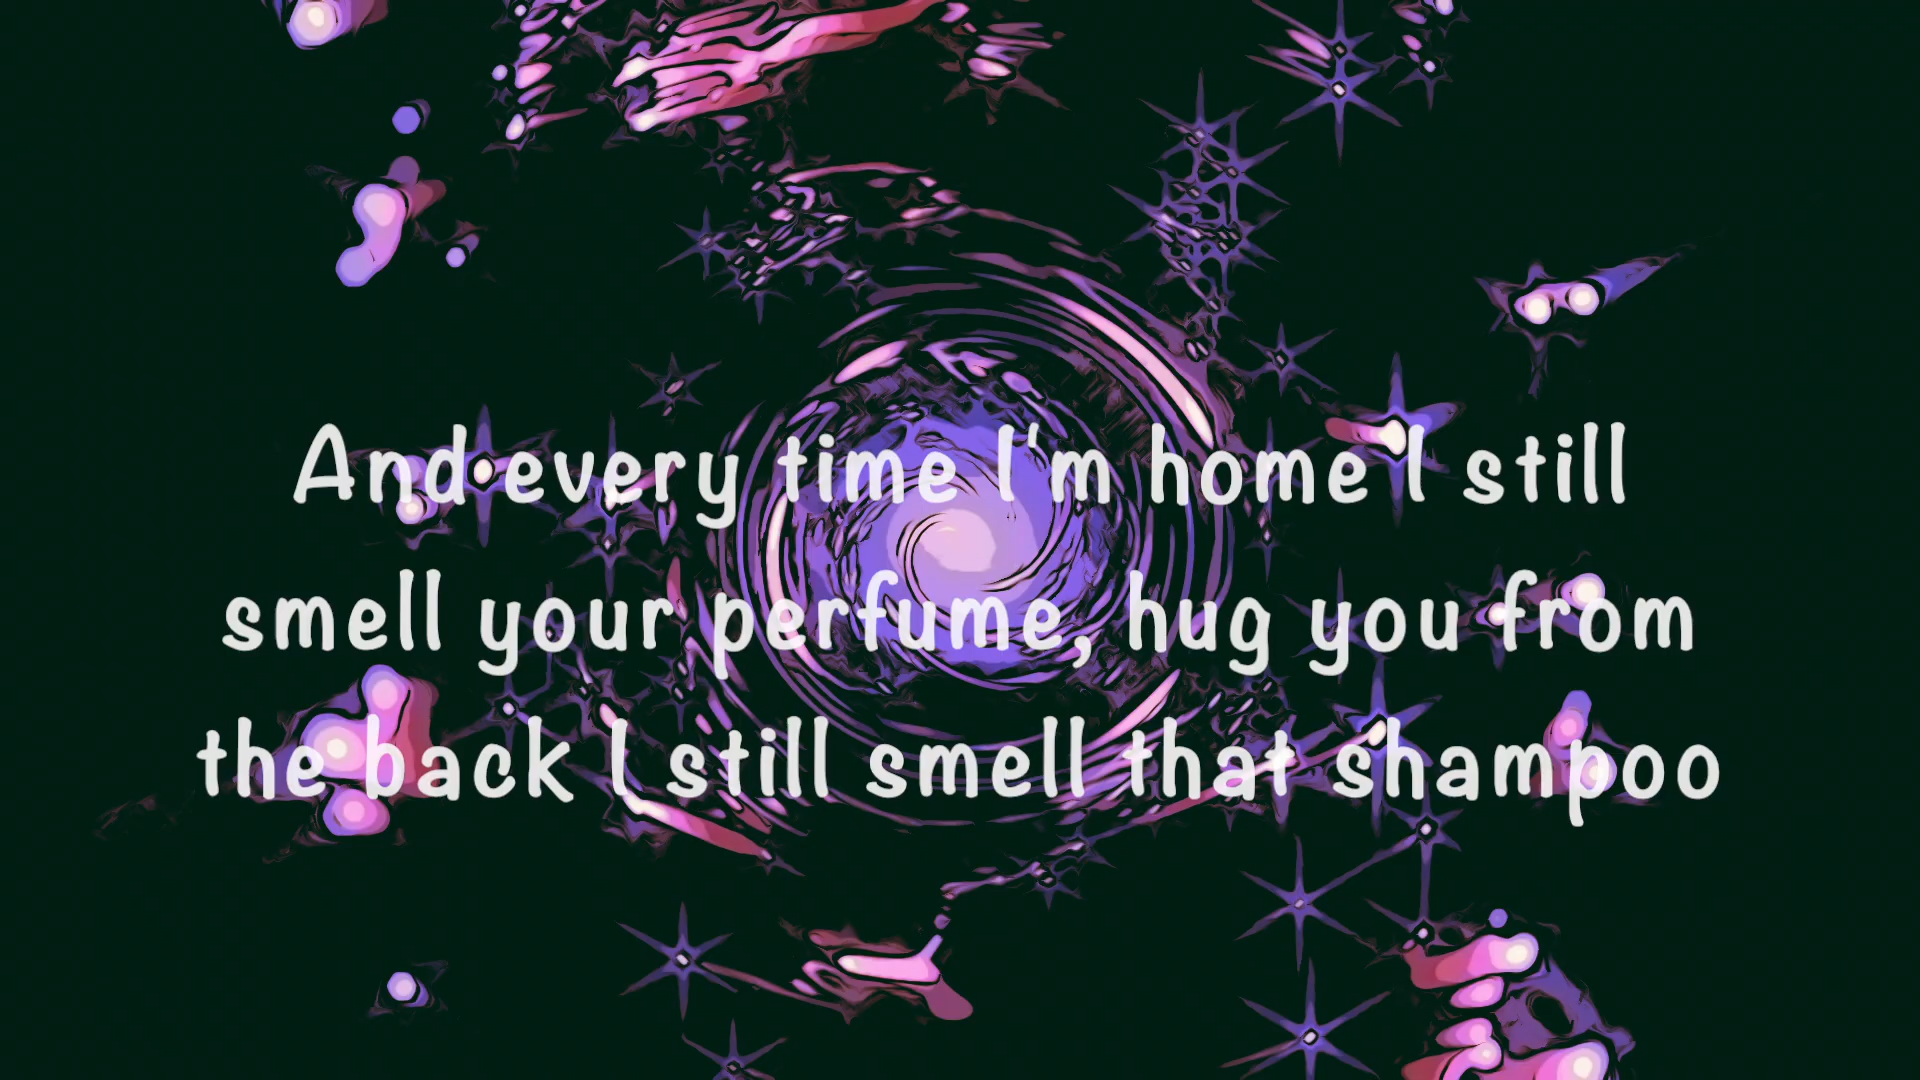 And every time I'm home I still
smell your perfume, hug you from
the back I still smell that shampoo